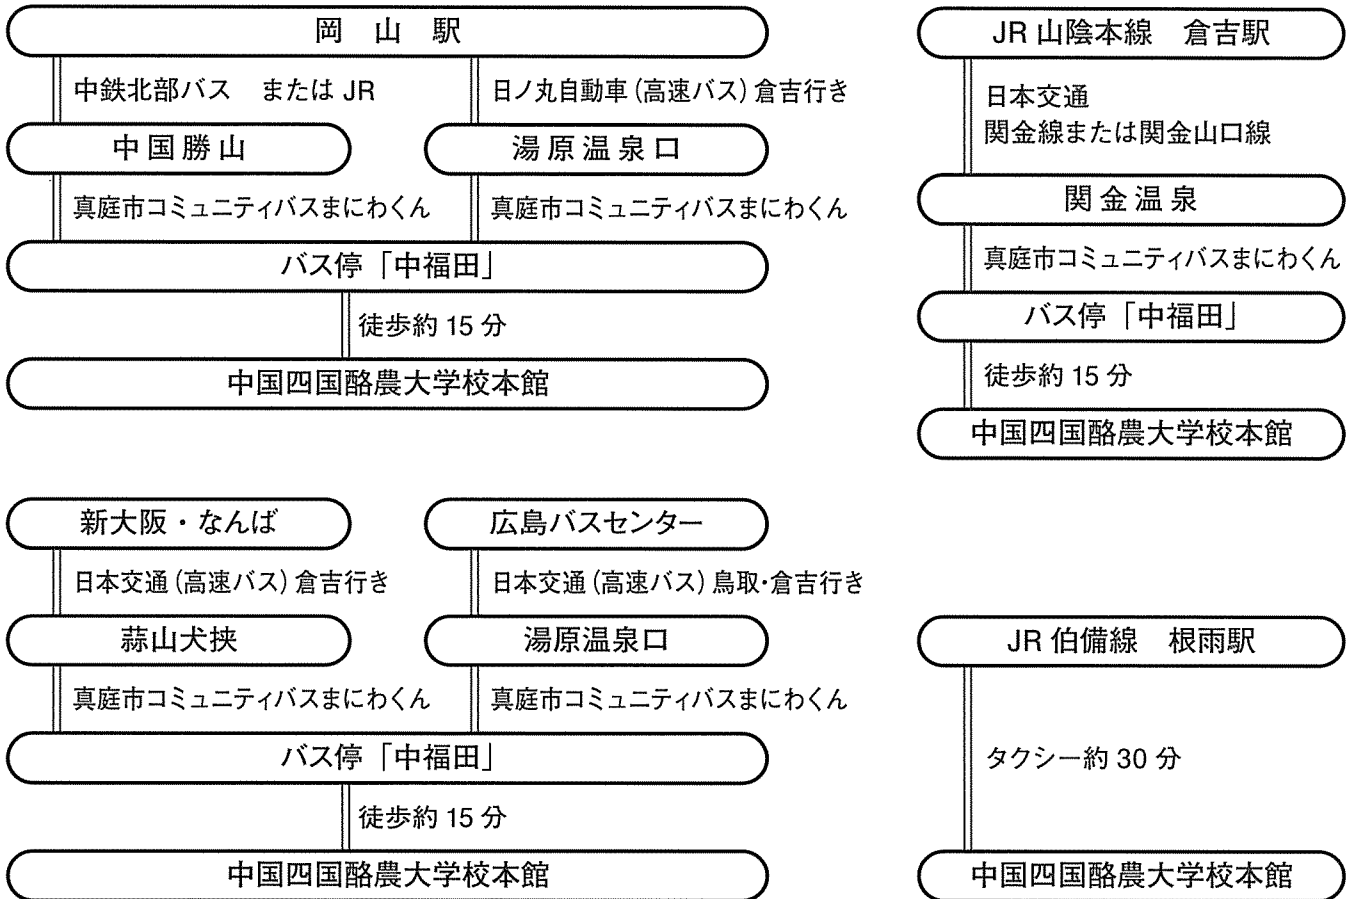 岡 山 駅
中鉄北部バス または JR
日ノ丸自動車(高速バス)倉吉行き
中国勝山
湯原温泉口
真庭市コミュニティバスまにわくん
真庭市コミュニティバスまにわくん
バス停「中福田」
徒歩約 15 分
中国四国酪農大学校本館
JR 山陰本線 倉吉駅
日本交通
関金線または関金山口線
関金温泉
真庭市コミュニティバスまにわくん
バス停「中福田」
徒歩約 15 分
中国四国酪農大学校本館
新大阪・なんば
広島バスセンター
日本交通(高速バス)倉吉行き
日本交通(高速バス)鳥取・倉吉行き
蒜山犬挟
湯原温泉口
真庭市コミュニティバスまにわくん
真庭市コミュニティバスまにわくん
バス停「中福田」
徒歩約 15 分
中国四国酪農大学校本館
JR 伯備線 根雨駅
タクシー約 30 分
中国四国酪農大学校本館